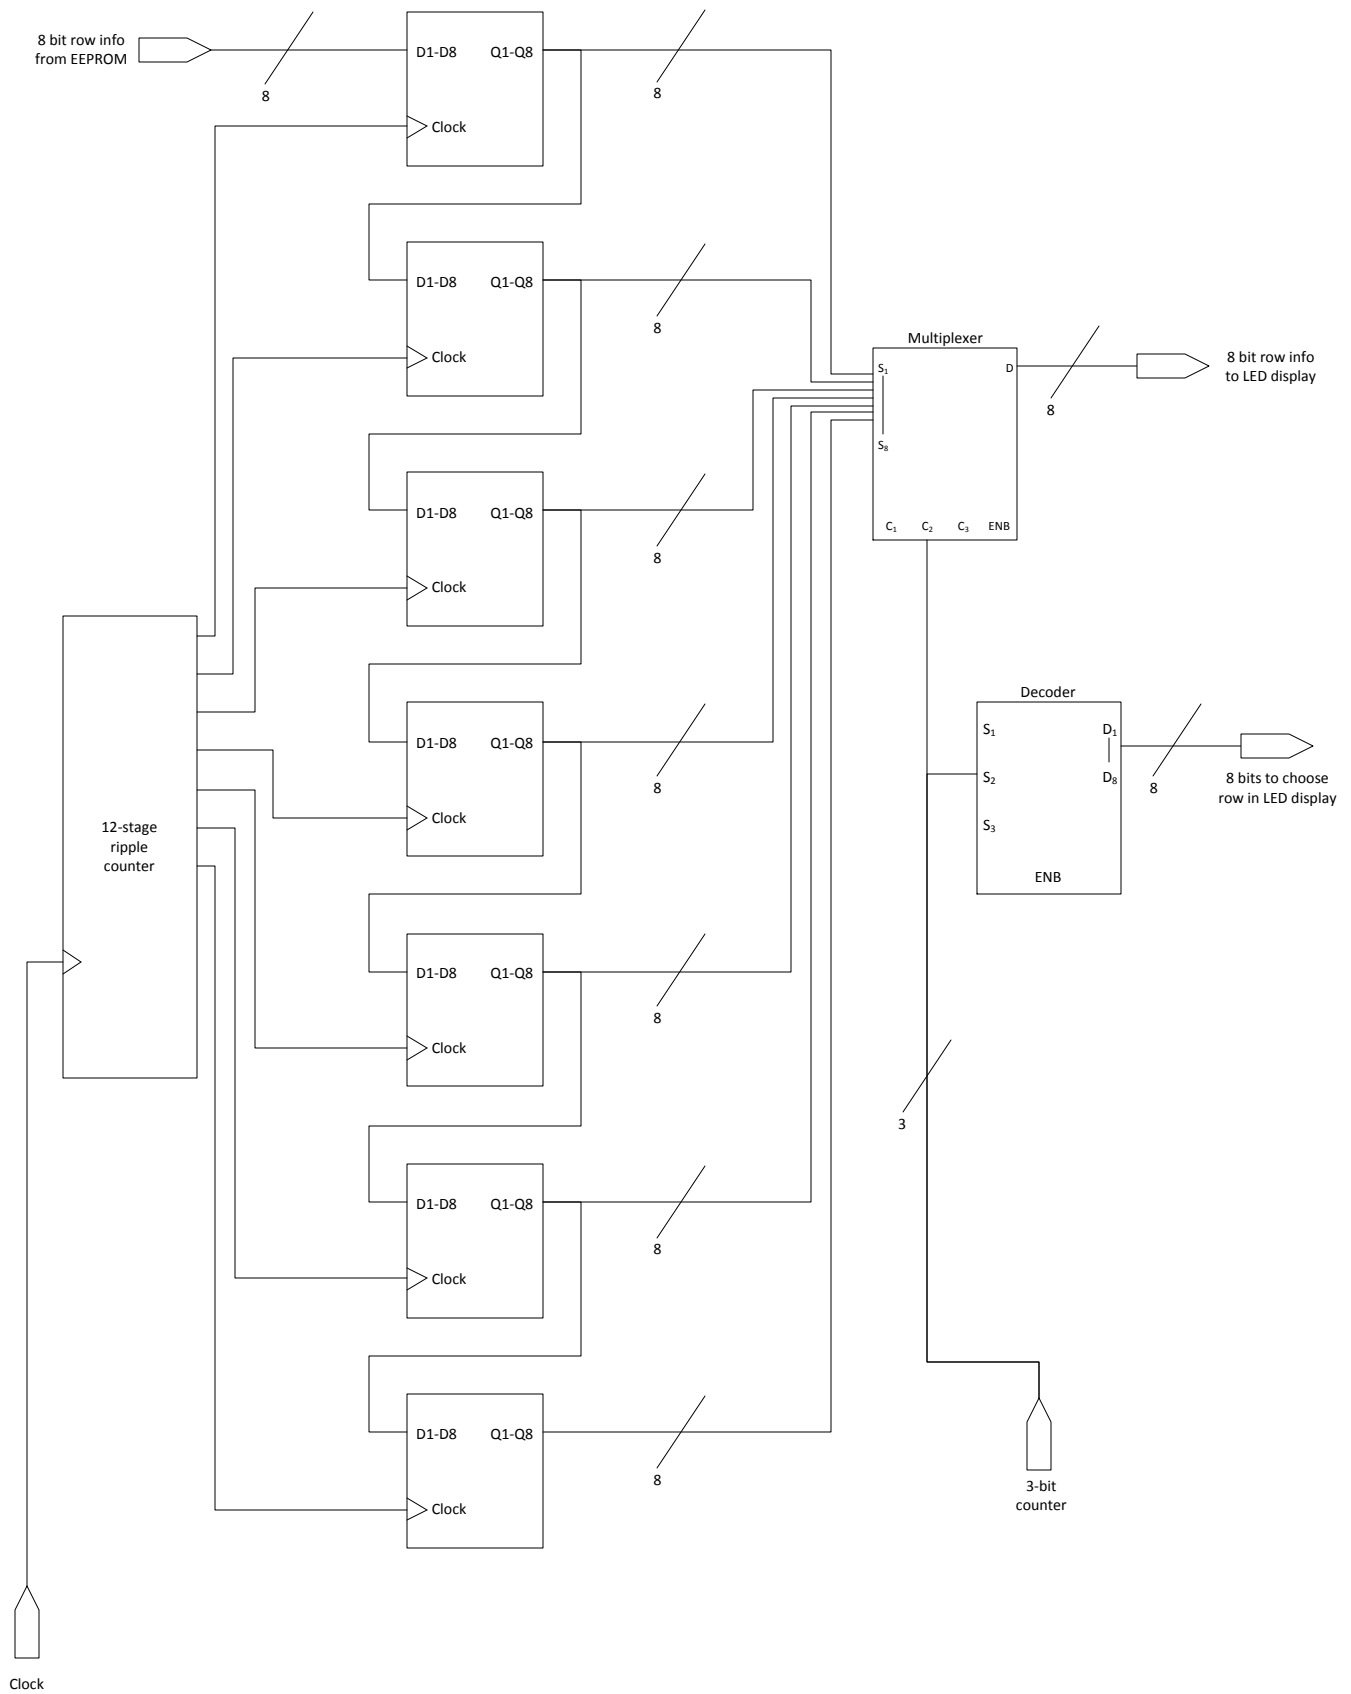 8 bit row info
from EEPROM
8
D1-D8 Q1-Q8
Clock
8
D1-D8 Q1-Q8
Clock
8
D1-D8 Q1-Q8
Clock
8
D1-D8 Q1-Q8
Clock
8
D1-D8 Q1-Q8
Clock
8
D1-D8 Q1-Q8
Clock
8
D1-D8 Q1-Q8
Clock
8
12-stage
ripple
counter
Clock
Multiplexer
S₁ D
S₈
C₁ C₂ C₃ ENB
8
8 bit row info
to LED display
Decoder
S₁ D₁
S₂ D₈
S₃
ENB
8
8 bits to choose
row in LED display
3
3-bit
counter